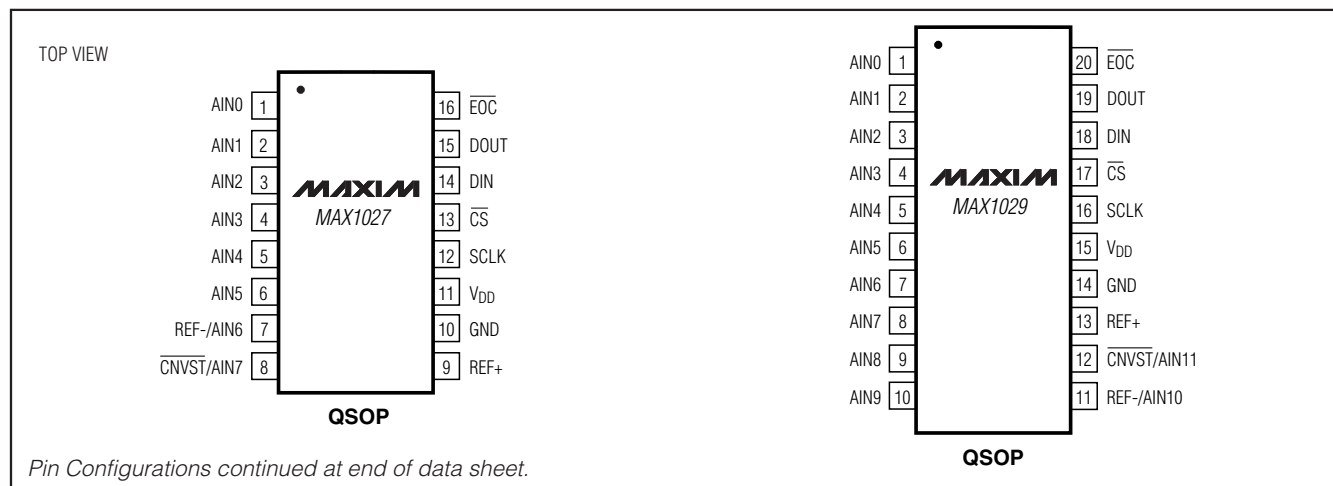 TOP VIEW
AIN0 1
AIN1 2
AIN2 3
AIN3 4
AIN4 5
AIN5 6
REF-/AIN6 7
CNVST/AIN7 8
MAXIM
MAX1027
16 EOC
15 DOUT
14 DIN
13 CS
12 SCLK
11 VDD
10 GND
9 REF+
QSOP
AIN0 1
AIN1 2
AIN2 3
AIN3 4
AIN4 5
AIN5 6
AIN6 7
AIN7 8
AIN8 9
AIN9 10
MAXIM
MAX1029
20 EOC
19 DOUT
18 DIN
17 CS
16 SCLK
15 VDD
14 GND
13 REF+
12 CNVST/AIN11
11 REF-/AIN10
QSOP
Pin Configurations continued at end of data sheet.